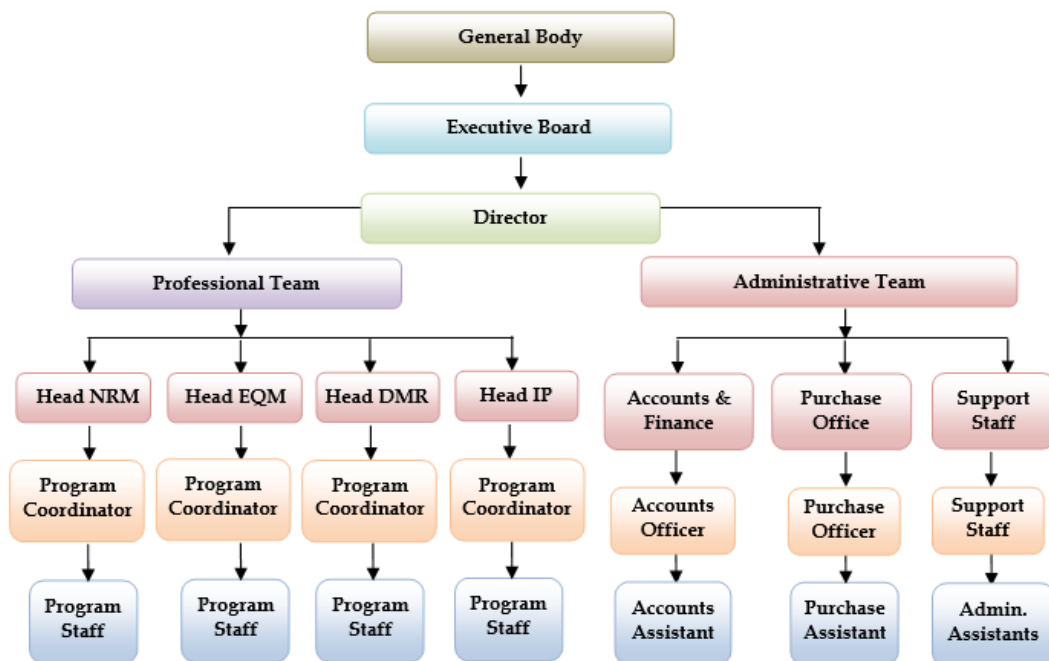 General Body
Executive Board
Director
Professional Team
Administrative Team
Head NRM
Head EQM
Head DMR
Head IP
Accounts &
Finance
Purchase
Office
Support
Staff
Program
Coordinator
Program
Coordinator
Program
Coordinator
Program
Coordinator
Accounts
Officer
Purchase
Officer
Support
Staff
Program
Staff
Program
Staff
Program
Staff
Program
Staff
Accounts
Assistant
Purchase
Assistant
Admin.
Assistants